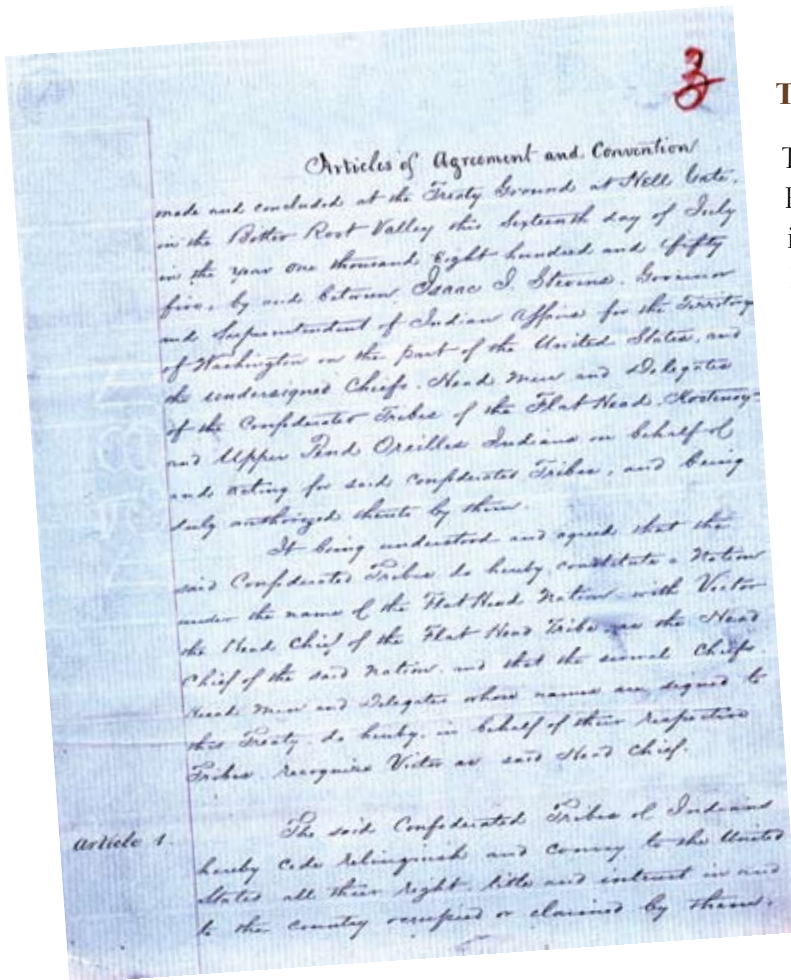 3
Articles of Agreement and Convention
made and concluded at the Treaty Ground at Hell Gate.
in the Bitter Root Valley this Sixteenth day of July
in the year one thousand Eight hundred and fifty
five, by and between Isaac I. Stevens. Governor
and Superintendent of Indian Affairs for the Territory
of Washington on the part of the United States, and
the undersigned Chiefs. Head Men and Delegates
of the Confederated Tribes of the Flat Head. Kootenay
and Upper Pend Oreilles Indians on behalf of
and acting for said Confederated Tribes, and being
duly authorized thereto by them.
It being understood and agreed that the
said Confederated Tribes do hereby constitute a Nation
under the name of the Flat Head Nation with Victor
the Head Chief of the Flat Head Tribe as the Head
Chief of the said Nation. and that the several Chiefs.
Head Men and Delegates whose names are signed to
this Treaty. do hereby. in behalf of their respective
Tribes. recognize Victor as said Head Chief.
Article 1. The said Confederated Tribes of Indians
hereby cede relinquish and convey to the United
States all their right. title and interest in and
to the Country occupied or claimed by them.
T
T
i